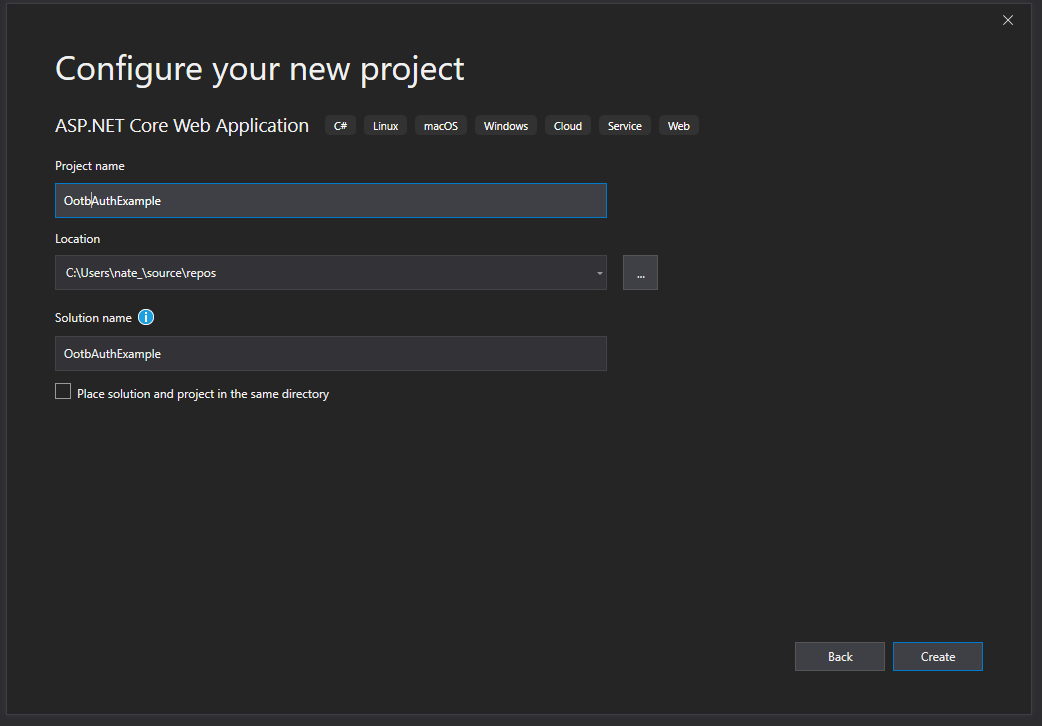 Configure your new project
ASP.NET Core Web Application C# Linux macOS Windows Cloud Service Web
Project name
OotbAuthExample
Location
C:\Users\nate_\source\repos
...
Solution name
OotbAuthExample
Place solution and project in the same directory
Back Create